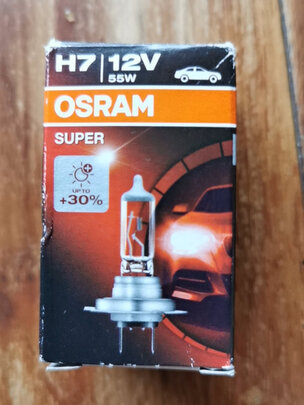 H7 12V
55W
OSRAM
SUPER
UP TO
+30%